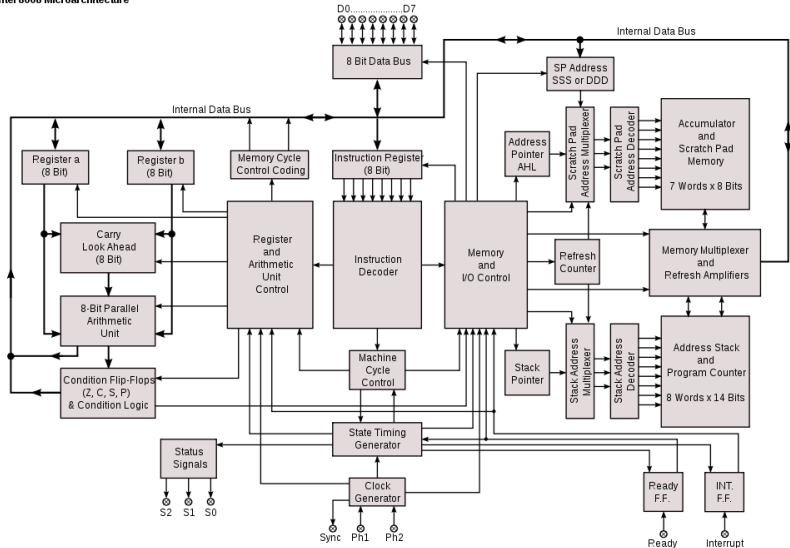 Intel 8008 Microarchitecture
D0......................D7
8 Bit Data Bus
Internal Data Bus
SP Address
SSS or DDD
Internal Data Bus
Register a
(8 Bit)
Register b
(8 Bit)
Memory Cycle
Control Coding
Instruction Register
(8 Bit)
Address
Pointer
AHL
Scratch Pad
Address Multiplexer
Scratch Pad
Address Decoder
Accumulator
and
Scratch Pad
Memory
7 Words x 8 Bits
Carry
Look Ahead
(8 Bit)
Register
and
Arithmetic
Unit
Control
Instruction
Decoder
Memory
and
I/O Control
Refresh
Counter
Memory Multiplexer
and
Refresh Amplifiers
8-Bit Parallel
Arithmetic
Unit
Condition Flip-Flops
(Z, C, S, P)
& Condition Logic
Machine
Cycle
Control
Stack
Pointer
Stack Address
Multiplexer
Stack Address
Decoder
Address Stack
and
Program Counter
8 Words x 14 Bits
State Timing
Generator
Status
Signals
Clock
Generator
Ready
F.F.
INT.
F.F.
S2
S1
S0
Sync
Ph1
Ph2
Ready
Interrupt